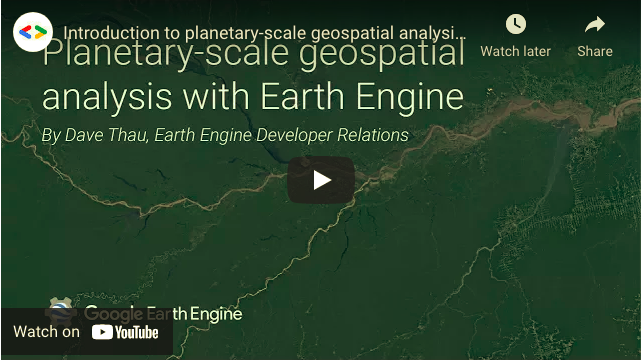 Introduction to planetary-scale geospatial analysi...
Watch later
Share
Planetary-scale geospatial
analysis with Earth Engine
By Dave Thau, Earth Engine Developer Relations
Google Earth Engine
Watch on YouTube